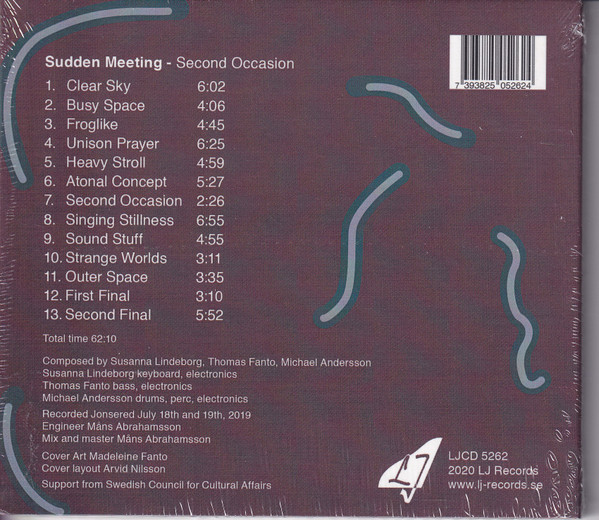 Sudden Meeting - Second Occasion
1. Clear Sky 6:02
2. Busy Space 4:06
3. Froglike 4:45
4. Unison Prayer 6:25
5. Heavy Stroll 4:59
6. Atonal Concept 5:27
7. Second Occasion 2:26
8. Singing Stillness 6:55
9. Sound Stuff 4:55
10. Strange Worlds 3:11
11. Outer Space 3:35
12. First Final 3:10
13. Second Final 5:52
Total time 62:10
Composed by Susanna Lindeborg, Thomas Fanto, Michael Andersson
Susanna Lindeborg keyboard, electronics
Thomas Fanto bass, electronics
Michael Andersson drums, perc, electronics
Recorded Jonsered July 18th and 19th, 2019
Engineer Måns Abrahamsson
Mix and master Måns Abrahamsson
Cover Art Madeleine Fanto
Cover layout Arvid Nilsson
Support from Swedish Council for Cultural Affairs
7 393825 052624
LJ
LJCD 5262
2020 LJ Records
www.lj-records.se